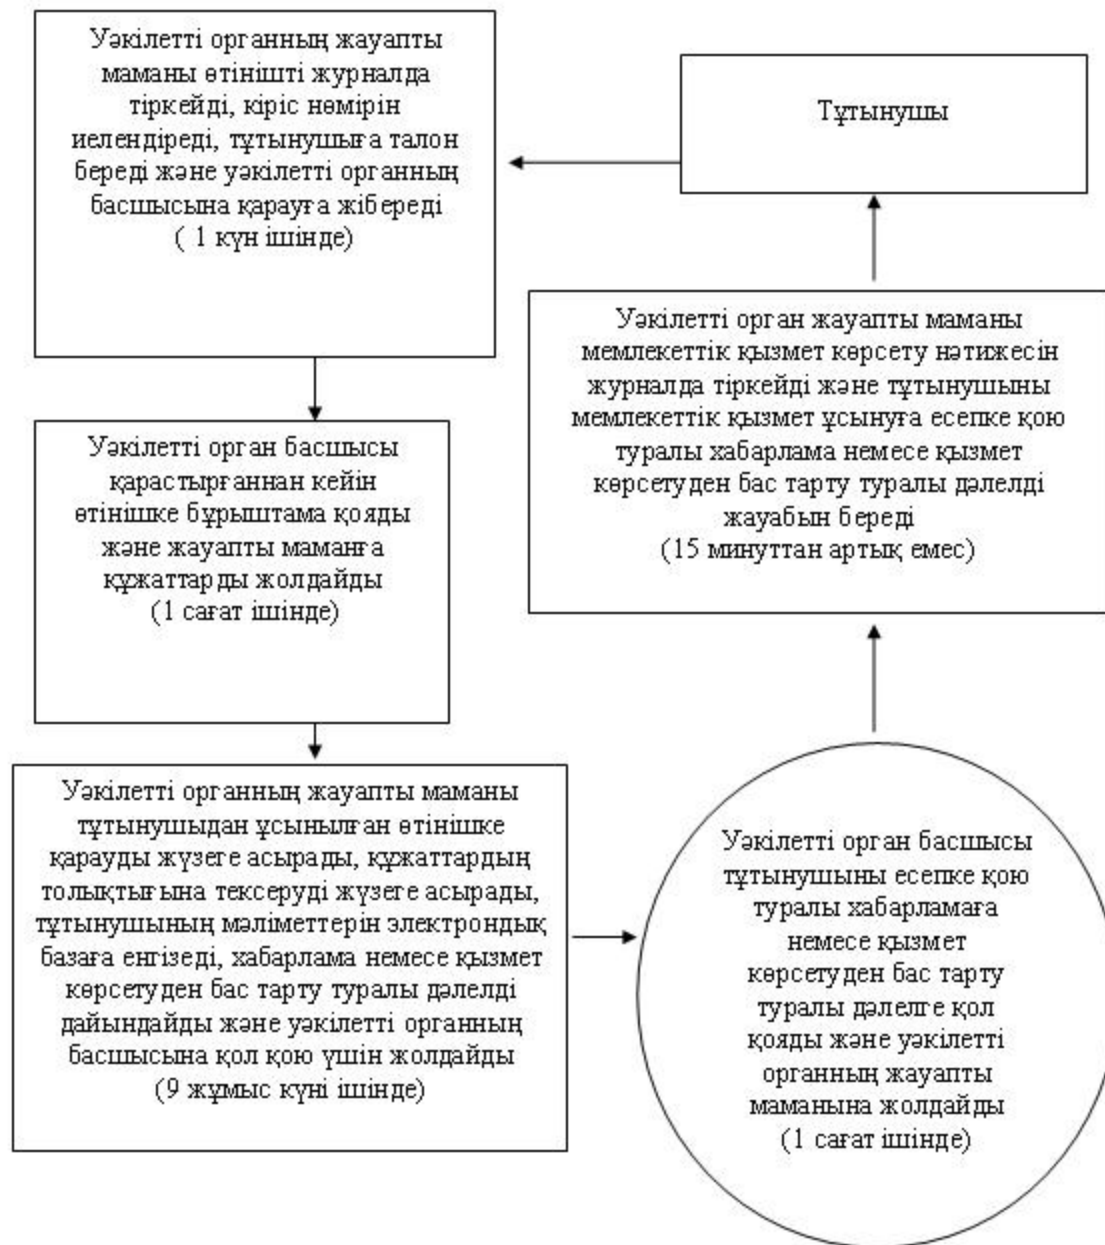 Тұтынушы
Уәкілетті органның жауапты
маманы өтінішті журналда
тіркейді, кіріс нөмірін
иелендіреді, тұтынушыға талон
береді және уәкілетті органның
басшысына қарауға жібереді
( 1 күн ішінде)
Уәкілетті орган басшысы
қарастырғаннан кейін
өтінішке бұрыштама қояды
және жауапты маманға
құжаттарды жолдайды
(1 сағат ішінде)
Уәкілетті органның жауапты маманы
тұтынушыдан ұсынылған өтінішке
қарауды жүзеге асырады, құжаттардың
толықтығына тексеруді жүзеге асырады,
тұтынушының мәліметтерін электрондық
базаға енгізеді, хабарлама немесе қызмет
көрсетуден бас тарту туралы дәлелді
дайындайды және уәкілетті органның
басшысына қол қою үшін жолдайды
(9 жұмыс күні ішінде)
Уәкілетті орган басшысы
тұтынушыны есепке қою
туралы хабарламаға
немесе қызмет
көрсетуден бас тарту
туралы дәлелге қол
қояды және уәкілетті
органның жауапты
маманына жолдайды
(1 сағат ішінде)
Уәкілетті орган жауапты маманы
мемлекеттік қызмет көрсету нәтижесін
журналда тіркейді және тұтынушыны
мемлекеттік қызмет ұсынуға есепке қою
туралы хабарлама немесе қызмет
көрсетуден бас тарту туралы дәлелді
жауабын береді
(15 минуттан артық емес)